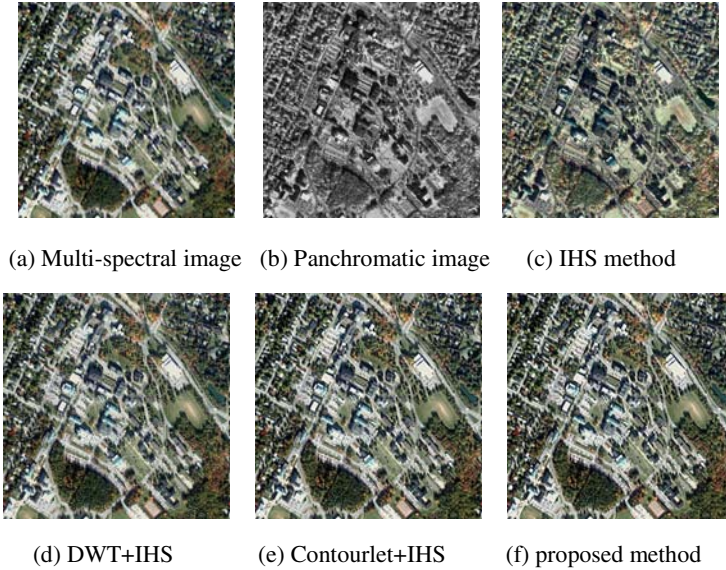 (a) Multi-spectral image (b) Panchromatic image (c) IHS method
(d) DWT+IHS (e) Contourlet+IHS (f) proposed method